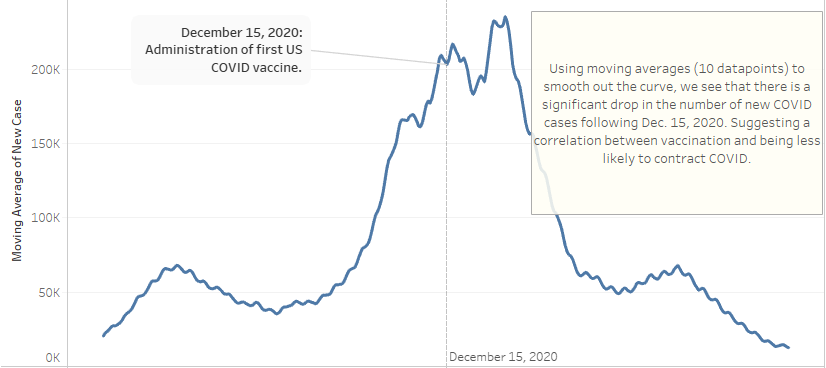 December 15, 2020:
Administration of first US
COVID vaccine.
Using moving averages (10 datapoints) to
smooth out the curve, we see that there is a
significant drop in the number of new COVID
cases following Dec. 15, 2020. Suggesting a
correlation between vaccination and being less
likely to contract COVID.
Moving Average of New Case
200K
150K
100K
50K
0K
December 15, 2020